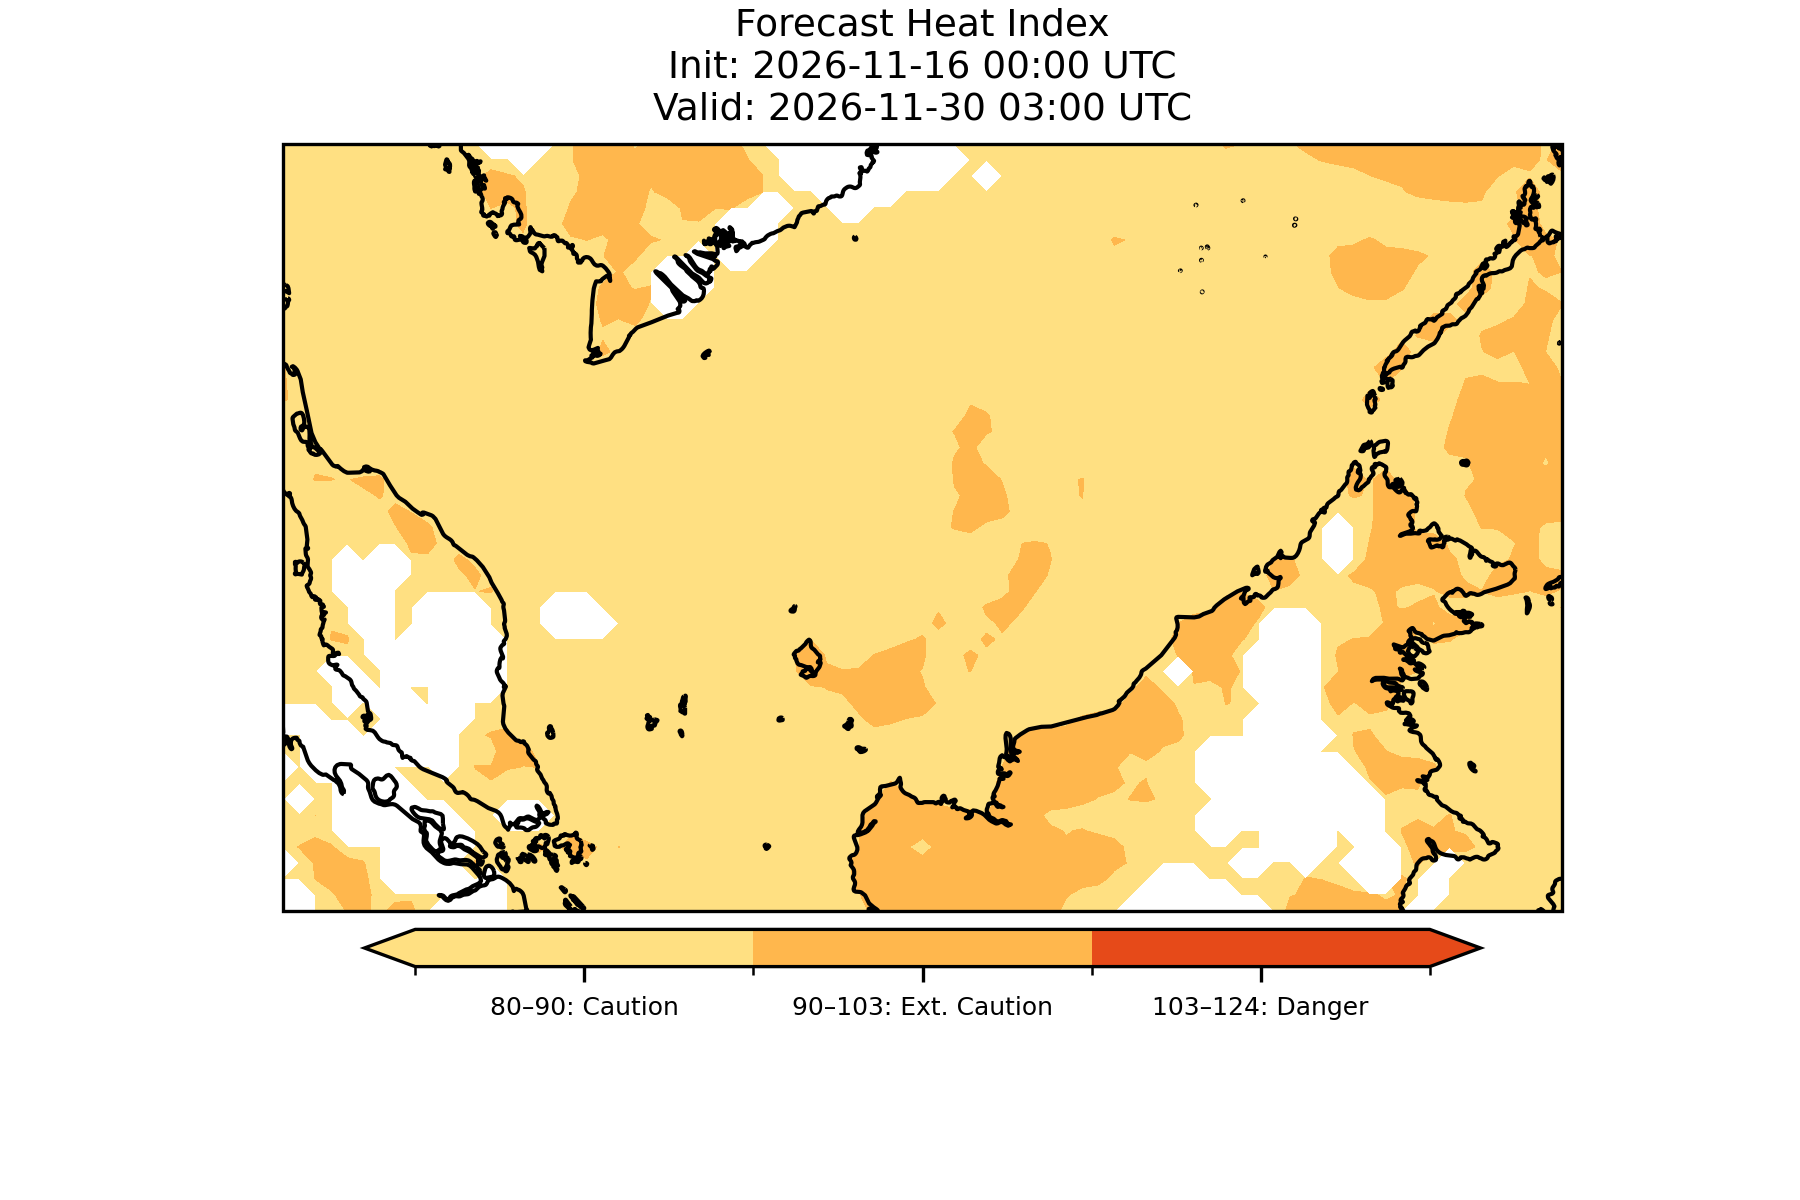 Forecast Heat Index
Init: 2026-11-16 00:00 UTC
Valid: 2026-11-30 03:00 UTC
80–90: Caution
90–103: Ext. Caution
103–124: Danger